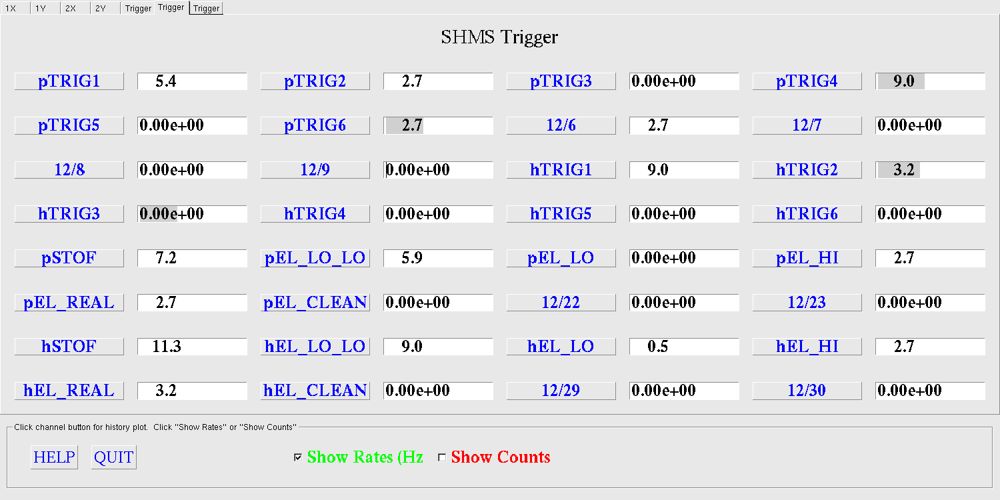 1X 1Y 2X 2Y Trigger Trigger Trigger
SHMS Trigger
pTRIG1 5.4 pTRIG2 2.7 pTRIG3 0.00e+00 pTRIG4 9.0
pTRIG5 0.00e+00 pTRIG6 2.7 12/6 2.7 12/7 0.00e+00
12/8 0.00e+00 12/9 0.00e+00 hTRIG1 9.0 hTRIG2 3.2
hTRIG3 0.00e+00 hTRIG4 0.00e+00 hTRIG5 0.00e+00 hTRIG6 0.00e+00
pSTOF 7.2 pEL_LO_LO 5.9 pEL_LO 0.00e+00 pEL_HI 2.7
pEL_REAL 2.7 pEL_CLEAN 0.00e+00 12/22 0.00e+00 12/23 0.00e+00
hSTOF 11.3 hEL_LO_LO 9.0 hEL_LO 0.5 hEL_HI 2.7
hEL_REAL 3.2 hEL_CLEAN 0.00e+00 12/29 0.00e+00 12/30 0.00e+00
Click channel button for history plot. Click "Show Rates" or "Show Counts"
HELP QUIT Show Rates (Hz Show Counts